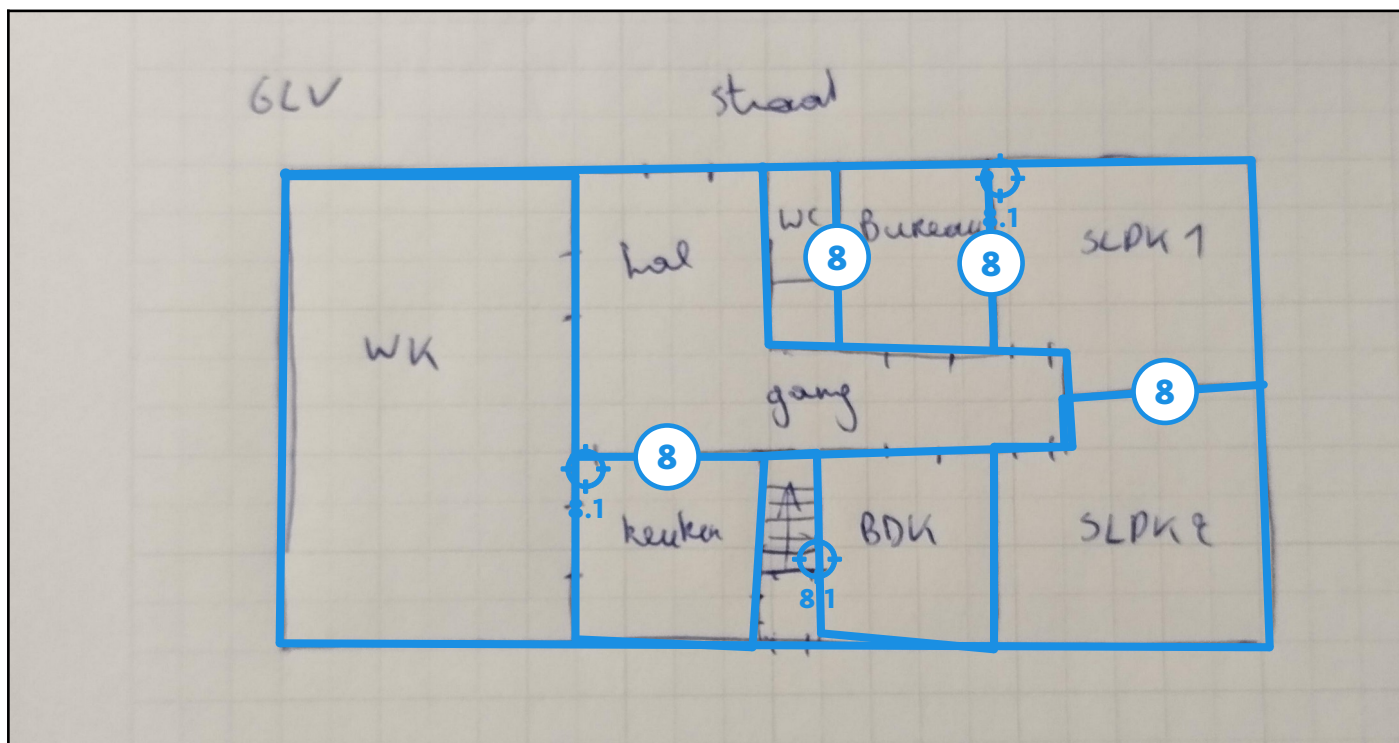 GLV
straat
WC
Bureau
8.1
SLPK 1
hal
8
8
WK
gang
8
8
8.1
keuken
BDK
SLPK 2
8.1